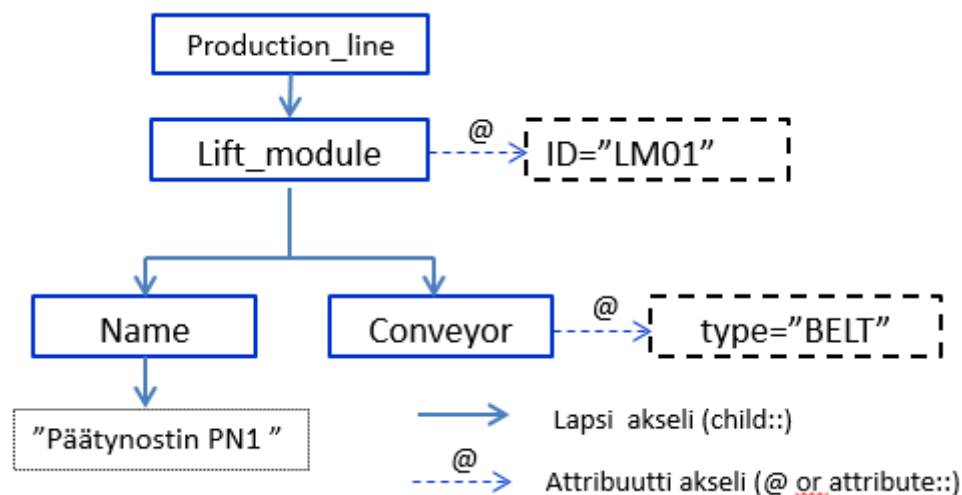 Production_line
Lift_module
@
ID=”LM01”
Name
Conveyor
@
type=”BELT”
”Päätynostin PN1 ”
Lapsi akseli (child::)
@
Attribuutti akseli (@ or attribute::)